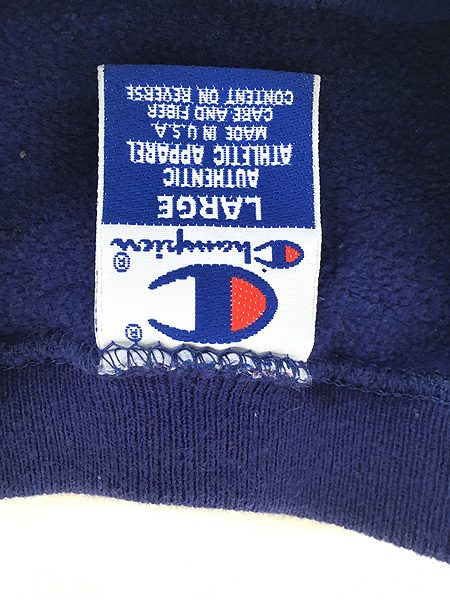 ®
Champion®
LARGE
AUTHENTIC
ATHLETIC APPAREL
MADE IN U.S.A.
CARE AND FIBER
CONTENT ON REVERSE